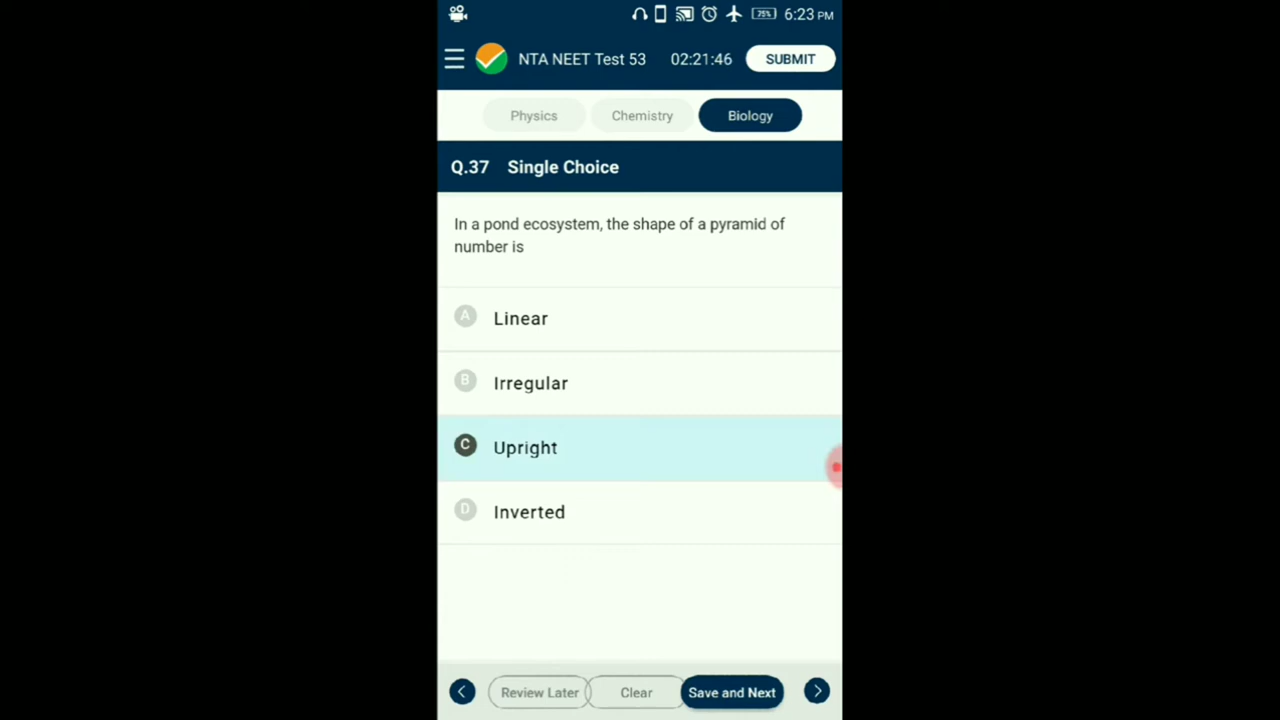 75% 6:23 PM
NTA NEET Test 53 02:21:46 SUBMIT
Physics Chemistry Biology
Q.37 Single Choice
In a pond ecosystem, the shape of a pyramid of
number is
A Linear
B Irregular
C Upright
D Inverted
Review Later Clear Save and Next